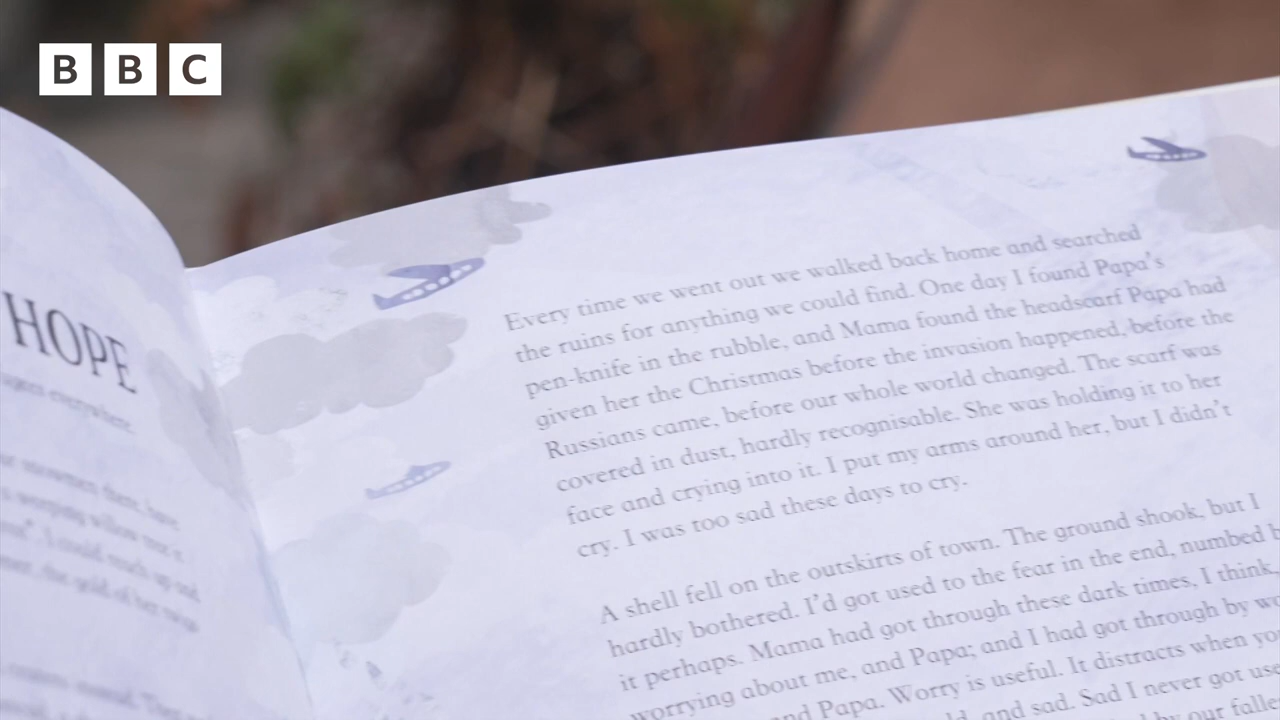 BBC
HOPE
Every time we went out we walked back home and searched
the ruins for anything we could find. One day I found Papa's
pen-knife in the rubble, and Mama found the headscarf Papa had
given her the Christmas before the invasion happened, before the
Russians came, before our whole world changed. The scarf was
covered in dust, hardly recognisable. She was holding it to her
face and crying into it. I put my arms around her, but I didn't
cry. I was too sad these days to cry.
A shell fell on the outskirts of town. The ground shook, but I
hardly bothered. I'd got used to the fear in the end, numbed
it perhaps. Mama had got through these dark times, I think,
worrying about me, and Papa; and I had got through by
and Papa. Worry is useful. It distracts when
and sad. Sad I never got
by our